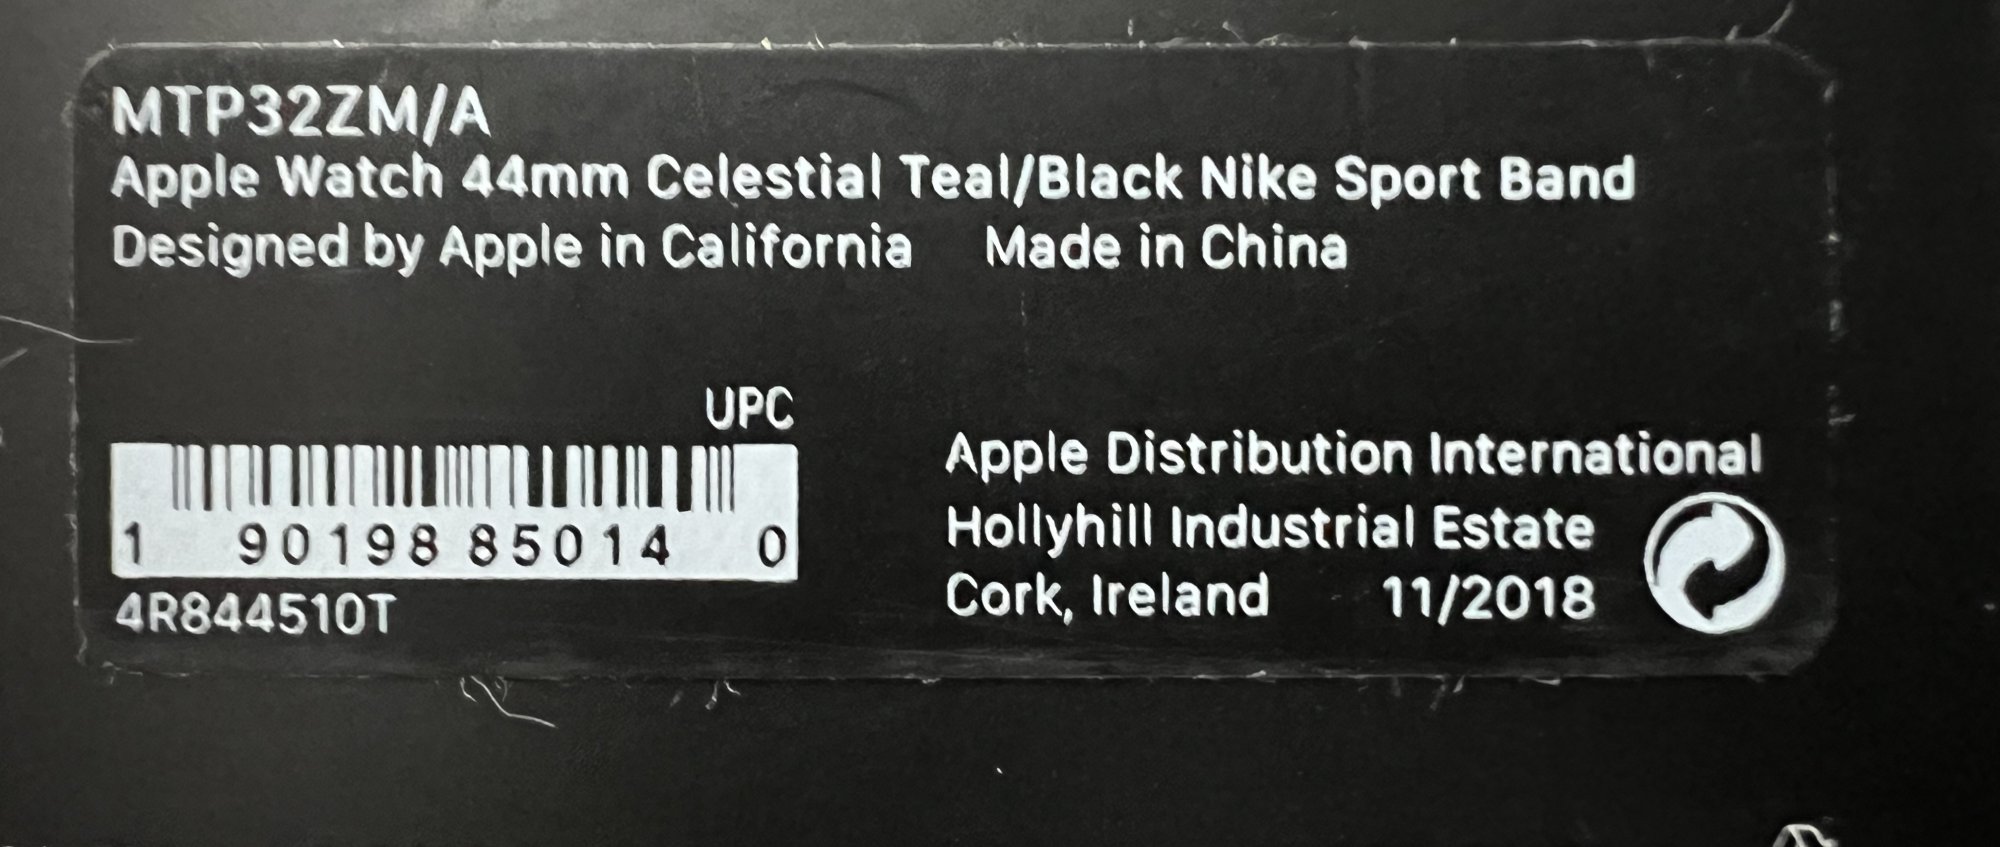 MTP32ZM/A
Apple Watch 44mm Celestial Teal/Black Nike Sport Band
Designed by Apple in California Made in China
UPC
1 90198 85014 0
4R844510T
Apple Distribution International
Hollyhill Industrial Estate
Cork, Ireland 11/2018